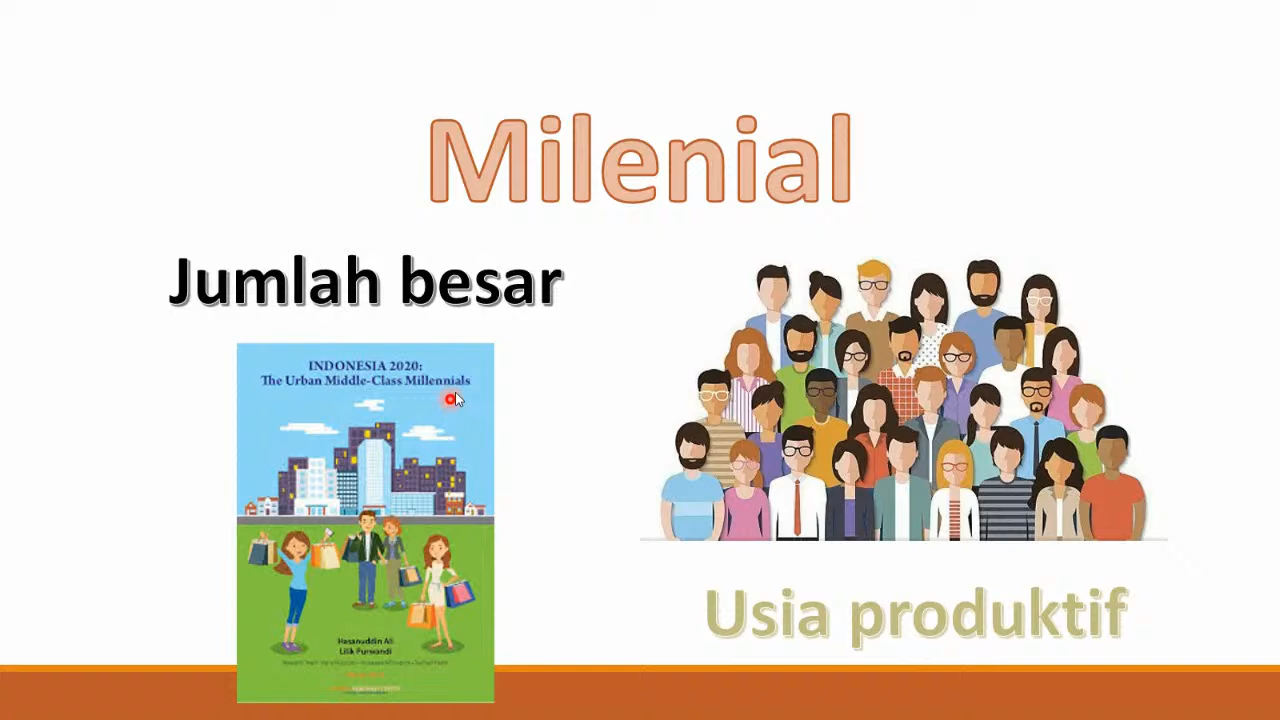 Milenial
Jumlah besar
INDONESIA 2020:
The Urban Middle-Class Millennials
Hasanuddin Ali
Lilik Purwandi
Usia produktif